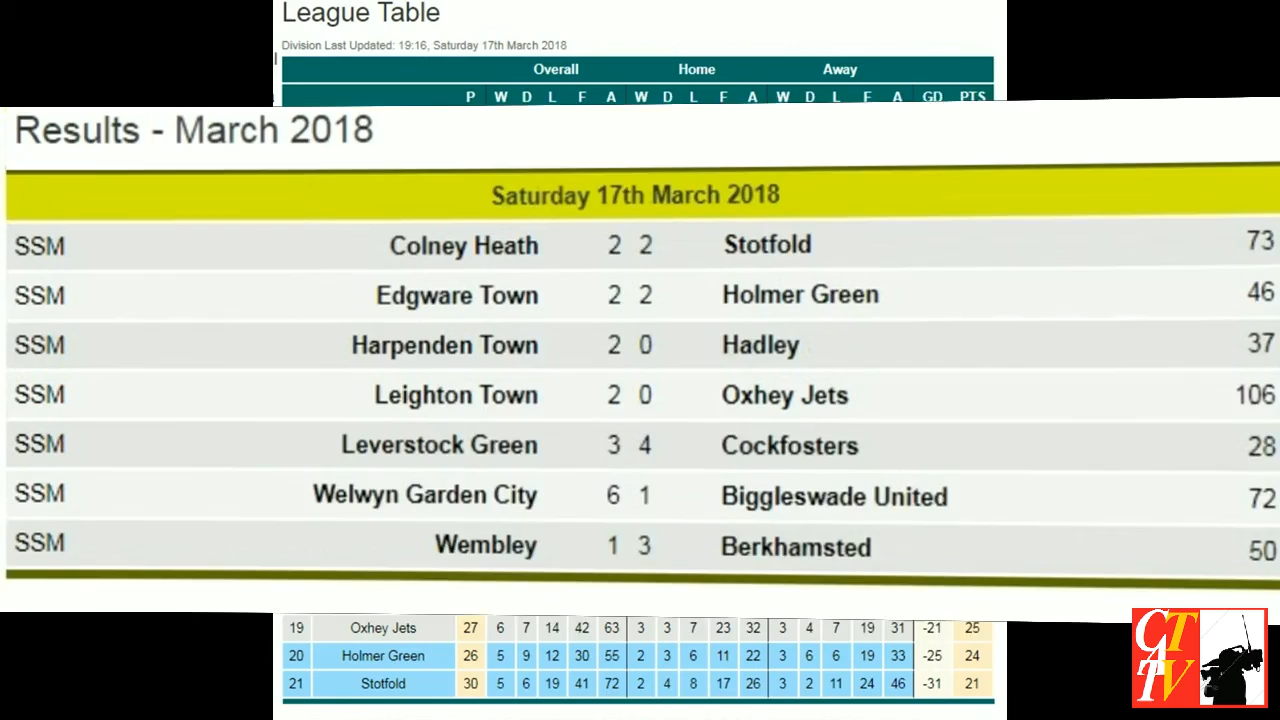 League Table
Division Last Updated: 19:16, Saturday 17th March 2018
Overall Home Away
P W D L F A W D L F A W D L F A GD PTS
Results - March 2018
Saturday 17th March 2018
SSM Colney Heath 2 2 Stotfold 73
SSM Edgware Town 2 2 Holmer Green 46
SSM Harpenden Town 2 0 Hadley 37
SSM Leighton Town 2 0 Oxhey Jets 106
SSM Leverstock Green 3 4 Cockfosters 28
SSM Welwyn Garden City 6 1 Biggleswade United 72
SSM Wembley 1 3 Berkhamsted 50
19 Oxhey Jets 27 6 7 14 42 63 3 3 7 23 32 3 4 7 19 31 -21 25
20 Holmer Green 26 5 9 12 30 55 2 3 6 11 22 3 6 6 19 33 -25 24
21 Stotfold 30 5 6 19 41 72 2 4 8 17 26 3 2 11 24 46 -31 21
CT
ATV